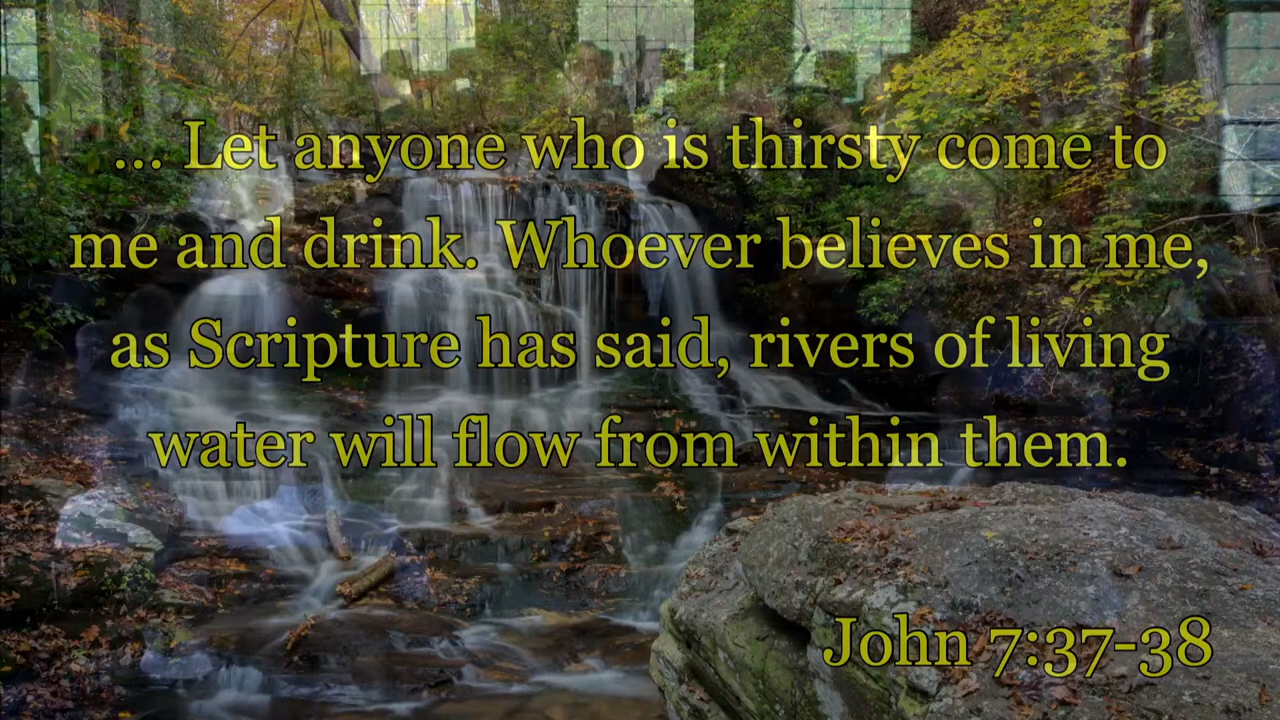 ... Let anyone who is thirsty come to
me and drink. Whoever believes in me,
as Scripture has said, rivers of living
water will flow from within them.
John 7:37-38